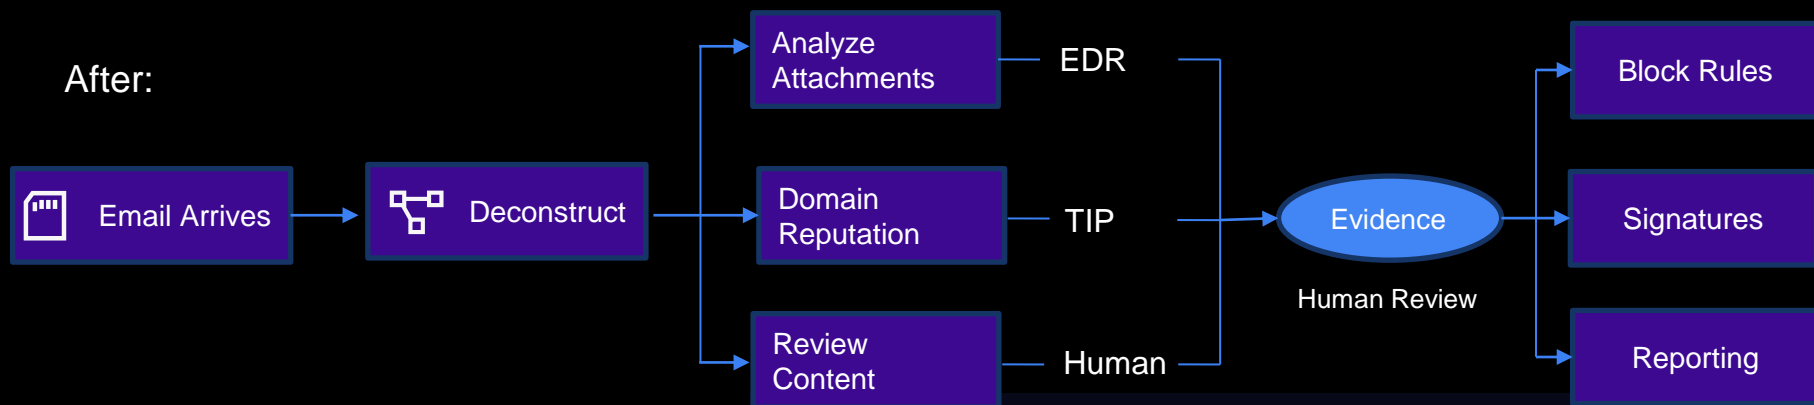 After:
Email Arrives
Deconstruct
Analyze
Attachments
EDR
Domain
Reputation
TIP
Review
Content
Human
Evidence
Human Review
Block Rules
Signatures
Reporting